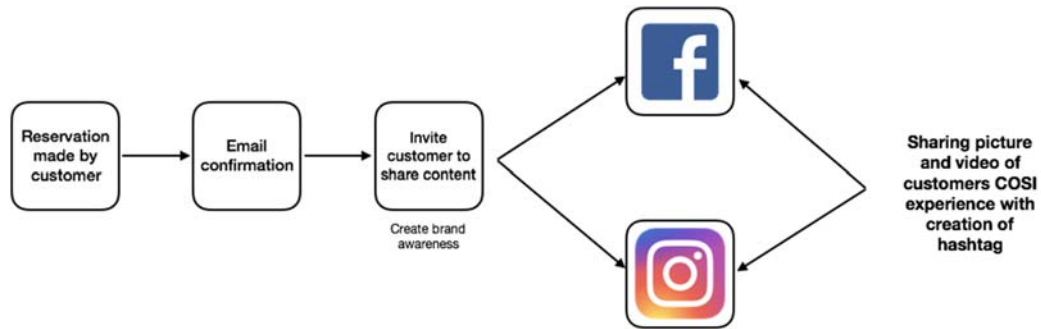 Reservation
made by
customer
Email
confirmation
Invite
customer to
share content
Create brand
awareness
f
Sharing picture
and video of
customers COSI
experience with
creation of
hashtag